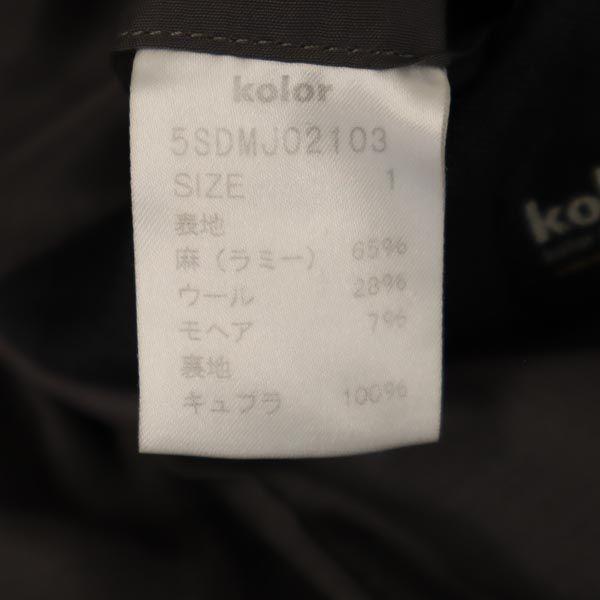 kolor
5SDMJ02103
SIZE 1
表地
麻（ラミー） 65%
ウール 28%
モヘア 7%
裏地
キュプラ 100%